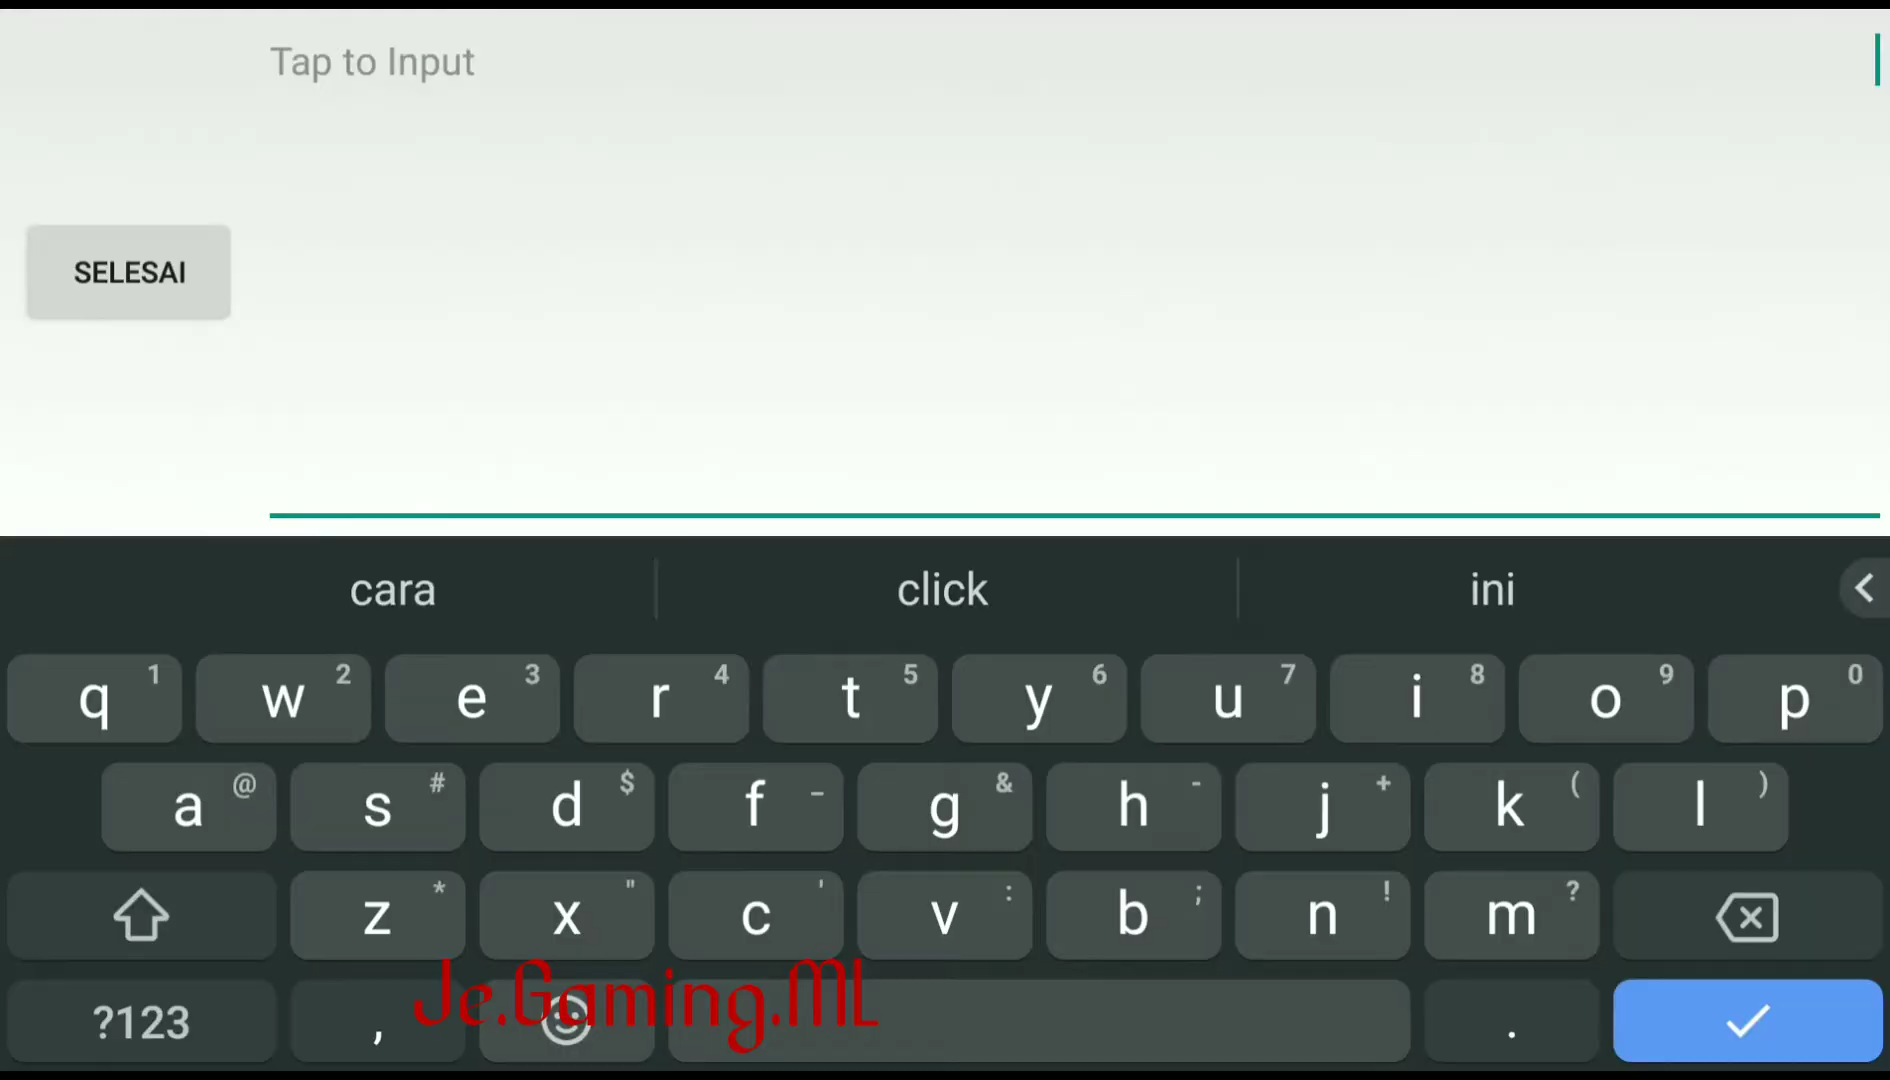 Tap to Input
SELESAI
cara click ini
q 1 w 2 e 3 r 4 t 5 y 6 u 7 i 8 o 9 p 0
a @ s # d $ f _ g & h - j + k ( l )
z * x " c ' v : b ; n ! m ?
?123 , .
Je.Gaming.ML